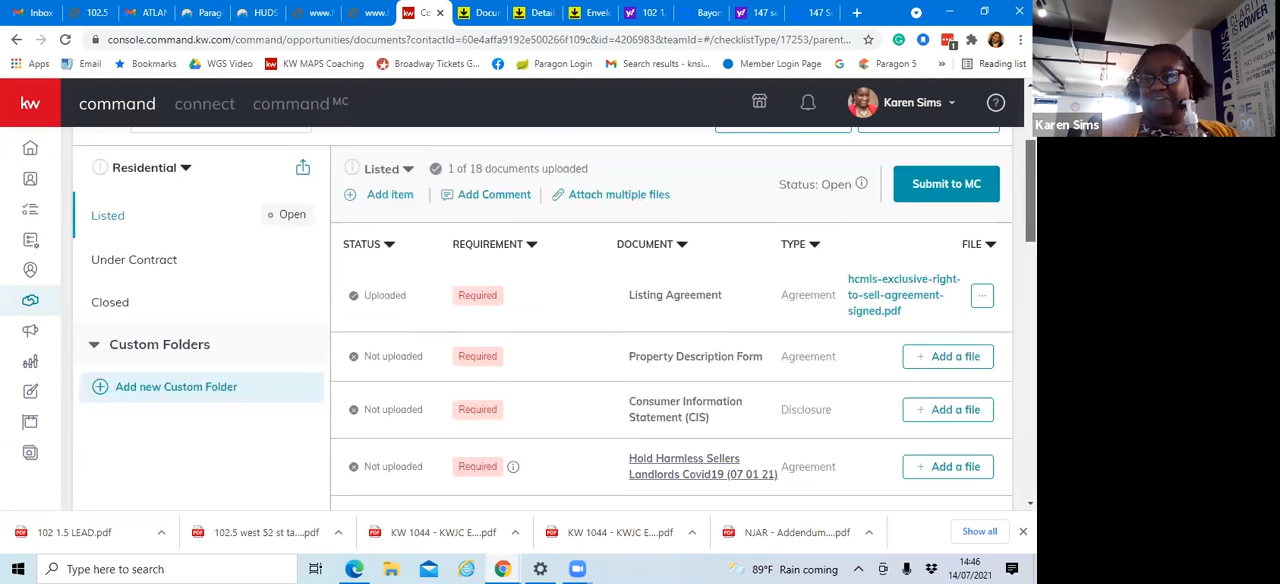 Inbox
102.5
ATLAN
Parag
HUDS
www.l
www.l
Co
Docu
Detail
Envel
102 1,
Bayon
147 se
147 S
console.command.kw.com/command/opportunities/documents?contactId=60e4affa9192e550266f109c&id=4206983&teamId=#/checklistType/17253/parent...
Apps
Email
Bookmarks
WGS Video
KW MAPS Coaching
Broadway Tickets G...
Paragon Login
Search results - knsi...
Member Login Page
Paragon 5
»
Reading list
kw
command
connect
command MC
Karen Sims
Karen Sims
Residential
Listed
Open
Under Contract
Closed
Custom Folders
Add new Custom Folder
Listed
1 of 18 documents uploaded
Add item
Add Comment
Attach multiple files
Status: Open
Submit to MC
STATUS REQUIREMENT DOCUMENT TYPE FILE
Uploaded Required Listing Agreement Agreement
hcmls-exclusive-right-
to-sell-agreement-
signed.pdf
Not uploaded Required Property Description Form Agreement + Add a file
Consumer Information
Statement (CIS)
Not uploaded Required Disclosure + Add a file
Hold Harmless Sellers
Landlords Covid19 (07 01 21)
Not uploaded Required Agreement + Add a file
102 1.5 LEAD.pdf
102.5 west 53 st ta....pdf
KW 1044 - KWJC E....pdf
KW 1044 - KWJC E....pdf
NJAR - Addendum....pdf
Show all
Type here to search
89°F Rain coming
14:46
14/07/2021